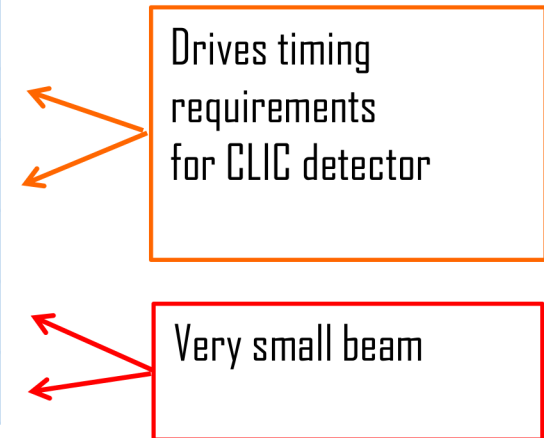 Drives timing
requirements
for CLIC detector
Very small beam